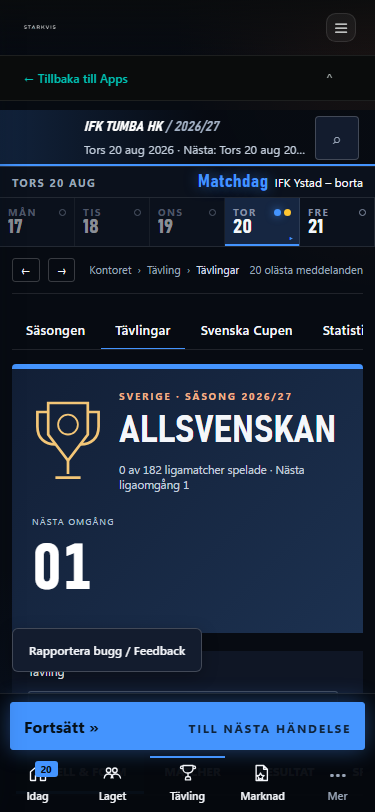 STARKVIS
← Tillbaka till Apps
^
IFK TUMBA HK / 2026/27
Tors 20 aug 2026 · Nästa: Tors 20 aug 20...
TORS 20 AUG
Matchdag IFK Ystad – borta
MÅN TIS ONS TOR FRE
17 18 19 20 21
← → Kontoret › Tävling › Tävlingar 20 olästa meddelanden
Säsongen Tävlingar Svenska Cupen Statisti
SVERIGE · SÄSONG 2026/27
ALLSVENSKAN
0 av 182 ligamatcher spelade · Nästa
ligaomgång 1
NÄSTA OMGÅNG
01
Rapportera bugg / Feedback
Tävling
Fortsätt » TILL NÄSTA HÄNDELSE
20
Idag Laget Tävling Marknad Mer